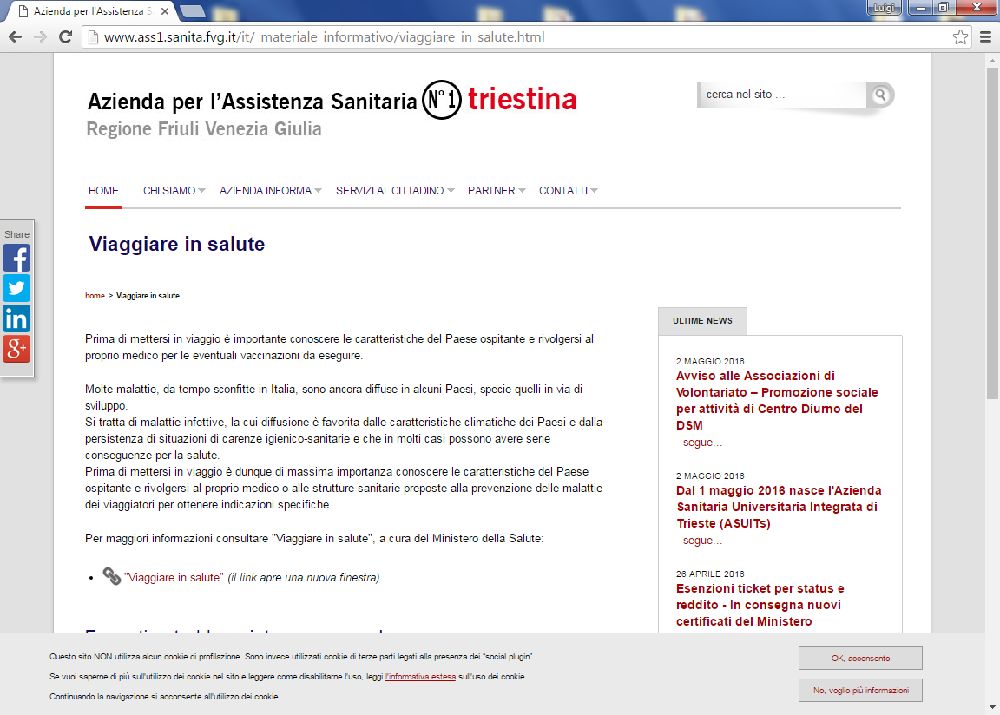 Azienda per l'Assistenza S
Luigi
www.ass1.sanita.fvg.it/it/_materiale_informativo/viaggiare_in_salute.html
Azienda per l'Assistenza Sanitaria N° 1 triestina
Regione Friuli Venezia Giulia
cerca nel sito ...
HOME CHI SIAMO AZIENDA INFORMA SERVIZI AL CITTADINO PARTNER CONTATTI
Share
Viaggiare in salute
home > Viaggiare in salute
Prima di mettersi in viaggio è importante conoscere le caratteristiche del Paese ospitante e rivolgersi al
proprio medico per le eventuali vaccinazioni da eseguire.
Molte malattie, da tempo sconfitte in Italia, sono ancora diffuse in alcuni Paesi, specie quelli in via di
sviluppo.
Si tratta di malattie infettive, la cui diffusione è favorita dalle caratteristiche climatiche dei Paesi e dalla
persistenza di situazioni di carenze igienico-sanitarie e che in molti casi possono avere serie
conseguenze per la salute.
Prima di mettersi in viaggio è dunque di massima importanza conoscere le caratteristiche del Paese
ospitante e rivolgersi al proprio medico o alle strutture sanitarie preposte alla prevenzione delle malattie
dei viaggiatori per ottenere indicazioni specifiche.
Per maggiori informazioni consultare "Viaggiare in salute", a cura del Ministero della Salute:
"Viaggiare in salute" (il link apre una nuova finestra)
ULTIME NEWS
2 MAGGIO 2016
Avviso alle Associazioni di
Volontariato – Promozione sociale
per attività di Centro Diurno del
DSM
segue...
2 MAGGIO 2016
Dal 1 maggio 2016 nasce l'Azienda
Sanitaria Universitaria Integrata di
Trieste (ASUITs)
segue...
26 APRILE 2016
Esenzioni ticket per status e
reddito - In consegna nuovi
certificati del Ministero
Questo sito NON utilizza alcun cookie di profilazione. Sono invece utilizzati cookie di terze parti legati alla presenza dei "social plugin".
Se vuoi saperne di più sull'utilizzo dei cookie nel sito e leggere come disabilitarne l'uso, leggi l'informativa estesa sull'uso dei cookie.
Continuando la navigazione si acconsente all'utilizzo dei cookie.
OK, acconsento
No, voglio più informazioni